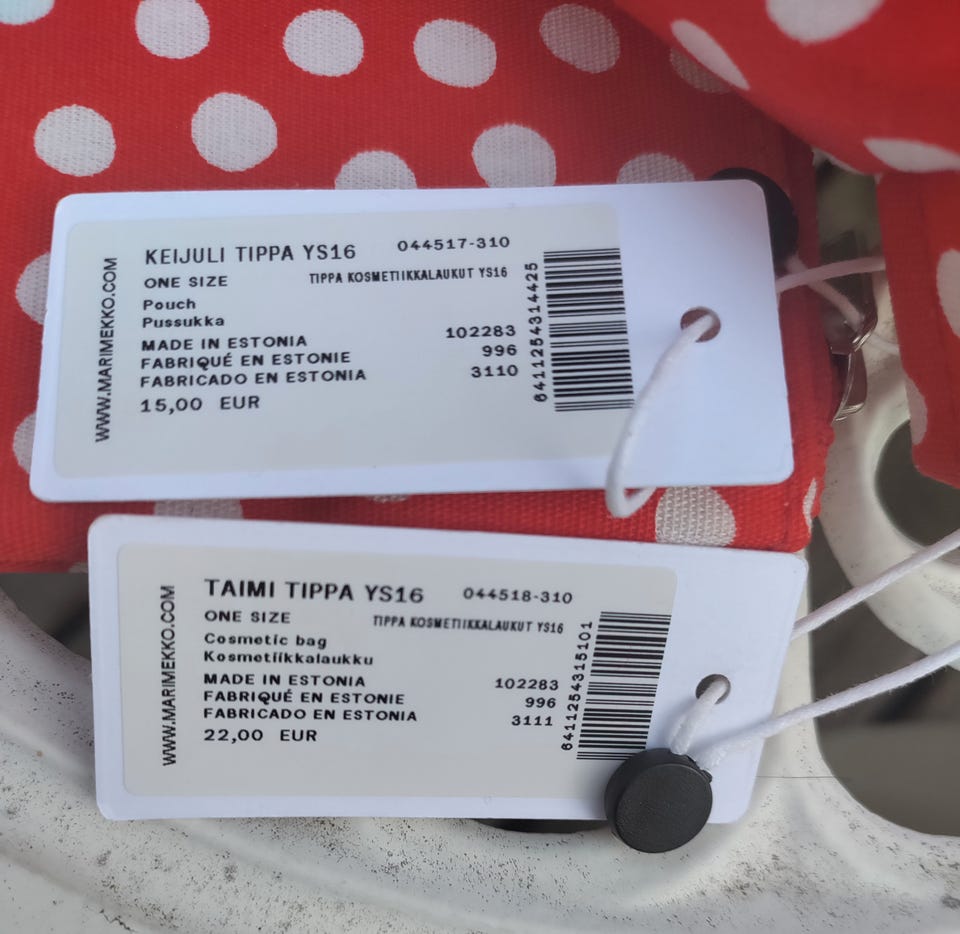 WWW.MARIMEKKO.COM
KEIJULI TIPPA YS16 044517-310
ONE SIZE TIPPA KOSMETIIKKALAUKUT YS16
Pouch
Pussukka
MADE IN ESTONIA 102283
FABRIQUÉ EN ESTONIE 996
FABRICADO EN ESTONIA 3110
15,00 EUR
6411254314425
WWW.MARIMEKKO.COM
TAIMI TIPPA YS16 044518-310
ONE SIZE TIPPA KOSMETIIKKALAUKUT YS16
Cosmetic bag
Kosmetiikkalaukku
MADE IN ESTONIA 102283
FABRIQUÉ EN ESTONIE 996
FABRICADO EN ESTONIA 3111
22,00 EUR
6411254315101